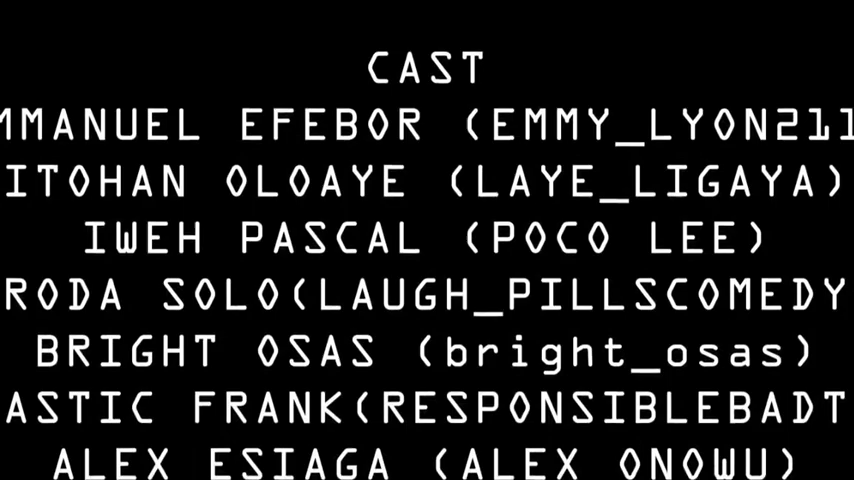 CAST
MMANUEL EFEBOR (EMMY_LYON211
ITOHAN OLOAYE (LAYE_LIGAYA)
IWEH PASCAL (POCO LEE)
RODA SOLO(LAUGH_PILLSCOMEDY
BRIGHT OSAS (bright_osas)
ASTIC FRANK(RESPONSIBLEBADT
ALEX ESIAGA (ALEX ONOWU)